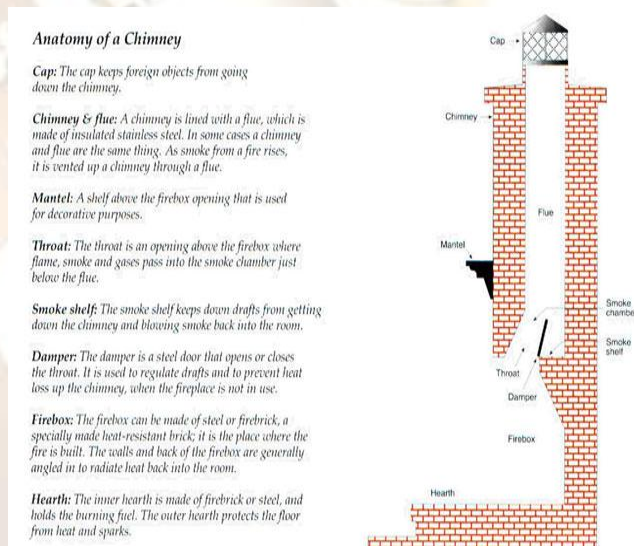 Anatomy of a Chimney
Cap: The cap keeps foreign objects from going
down the chimney.
Chimney & flue: A chimney is lined with a flue, which is
made of insulated stainless steel. In some cases a chimney
and flue are the same thing. As smoke from a fire rises,
it is vented up a chimney through a flue.
Mantel: A shelf above the firebox opening that is used
for decorative purposes.
Throat: The throat is an opening above the firebox where
flame, smoke and gases pass into the smoke chamber just
below the flue.
Smoke shelf: The smoke shelf keeps down drafts from getting
down the chimney and blowing smoke back into the room.
Damper: The damper is a steel door that opens or closes
the throat. It is used to regulate drafts and to prevent heat
loss up the chimney, when the fireplace is not in use.
Firebox: The firebox can be made of steel or firebrick, a
specially made heat-resistant brick; it is the place where the
fire is built. The walls and back of the firebox are generally
angled in to radiate heat back into the room.
Hearth: The inner hearth is made of firebrick or steel, and
holds the burning fuel. The outer hearth protects the floor
from heat and sparks.
Cap
Chimney
Flue
Mantel
Smoke
chambe
Smoke
shelf
Throat
Damper
Firebox
Hearth